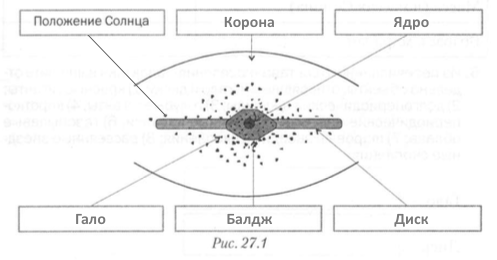 Положение Солнца
Корона
Ядро
Гало
Балдж
Диск
Рис. 27.1